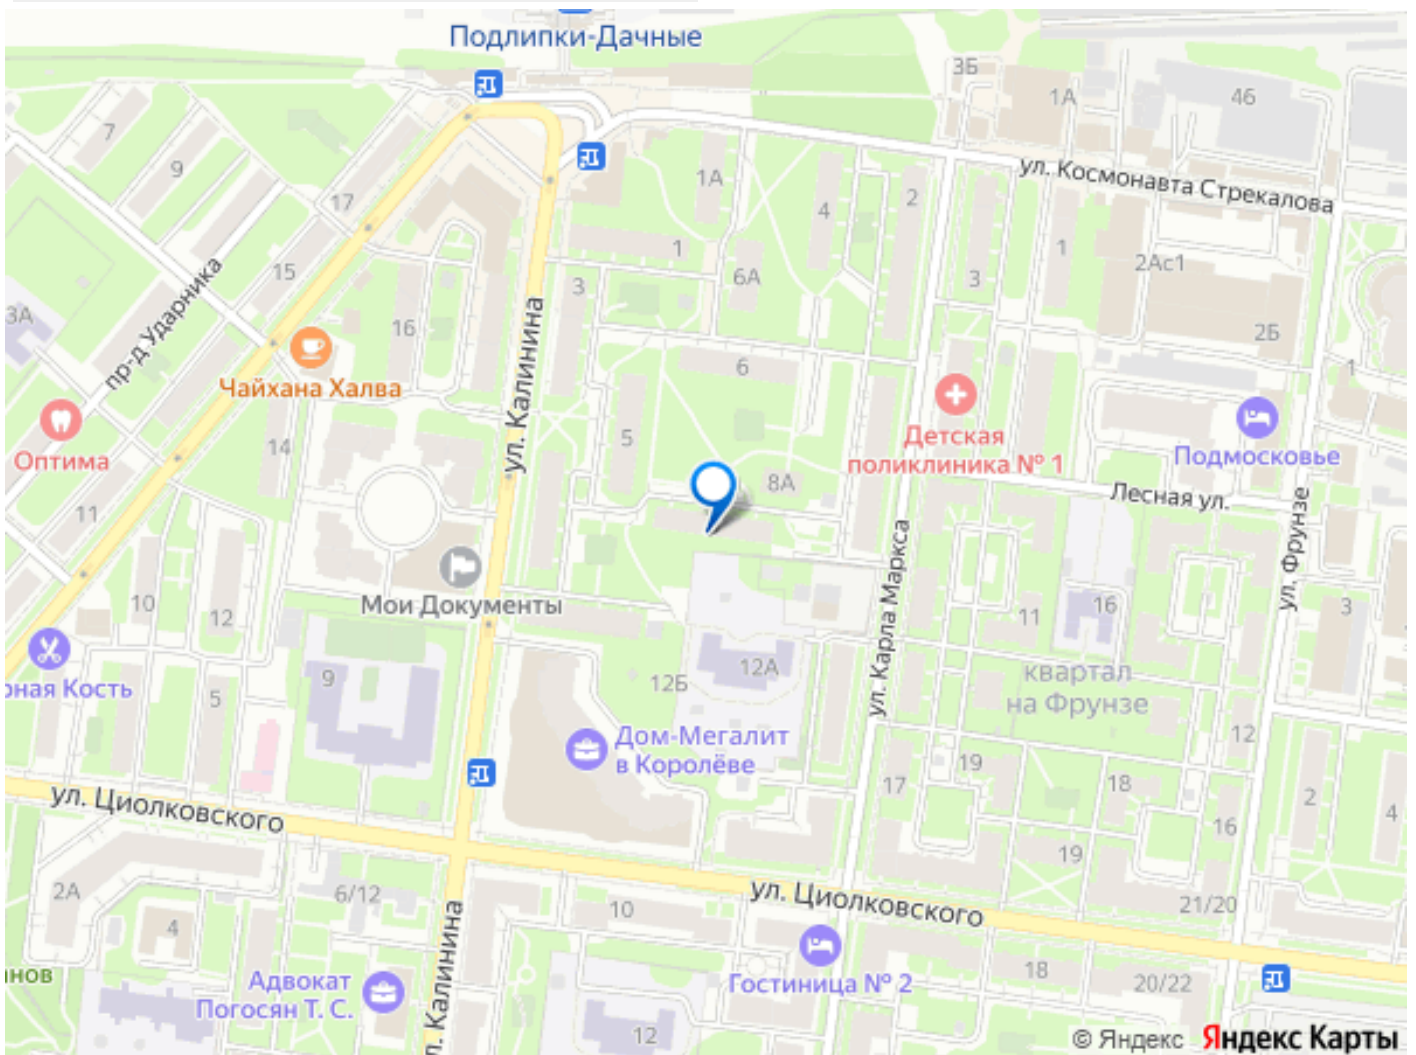 Подлипки-Дачные
3Б
1А
46
7
9
1А
17
2
4
ул. Космонавта Стрекалова
1
1
2Ас1
15
6А
3
3
3А
пр-д Ударника
16
ул. Калинина
2Б
6
1
Чайхана Халва
Детская
поликлиника № 1
Подмосковье
Оптима
14
5
8А
Лесная ул.
11
ул. Карла Маркса
ул. Фрунзе
Мои Документы
10
12
11
16
3
9
12А
12Б
квартал
на Фрунзе
рная Кость
5
Дом-Мегалит
в Королёве
12
19
17
18
2
4
16
ул. Циолковского
19
2А
6/12
10
ул. Циолковского
21/20
4
л. Калинина
нов
Адвокат
Погосян Т. С.
Гостиница № 2
18
20/22
12
© Яндекс Яндекс Карты